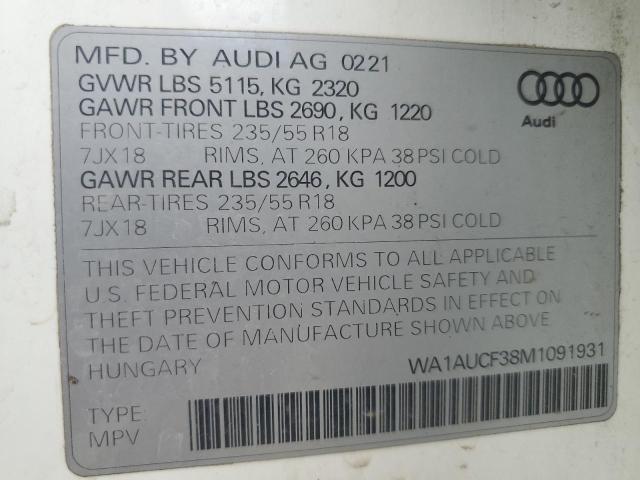 MFD. BY AUDI AG 02 21
GVWR LBS 5115, KG 2320
GAWR FRONT LBS 2690, KG 1220
FRONT-TIRES 235/55 R18
7JX18 RIMS, AT 260 KPA 38 PSI COLD
GAWR REAR LBS 2646, KG 1200
REAR-TIRES 235/55 R18
7JX18 RIMS, AT 260 KPA 38 PSI COLD
Audi
THIS VEHICLE CONFORMS TO ALL APPLICABLE
U.S. FEDERAL MOTOR VEHICLE SAFETY AND
THEFT PREVENTION STANDARDS IN EFFECT ON
THE DATE OF MANUFACTURE SHOWN ABOVE
HUNGARY WA1AUCF38M1091931
TYPE:
MPV